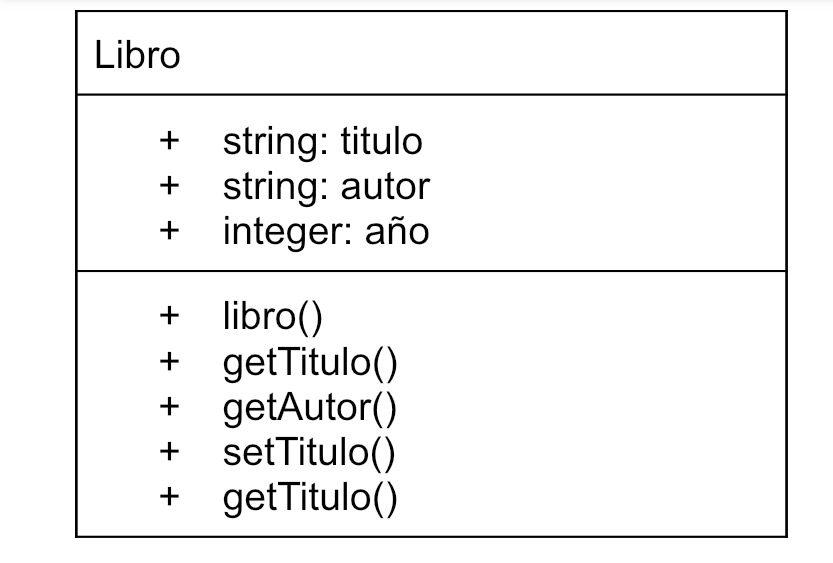 Libro
+ string: titulo
+ string: autor
+ integer: año
+ libro()
+ getTitulo()
+ getAutor()
+ setTitulo()
+ getTitulo()